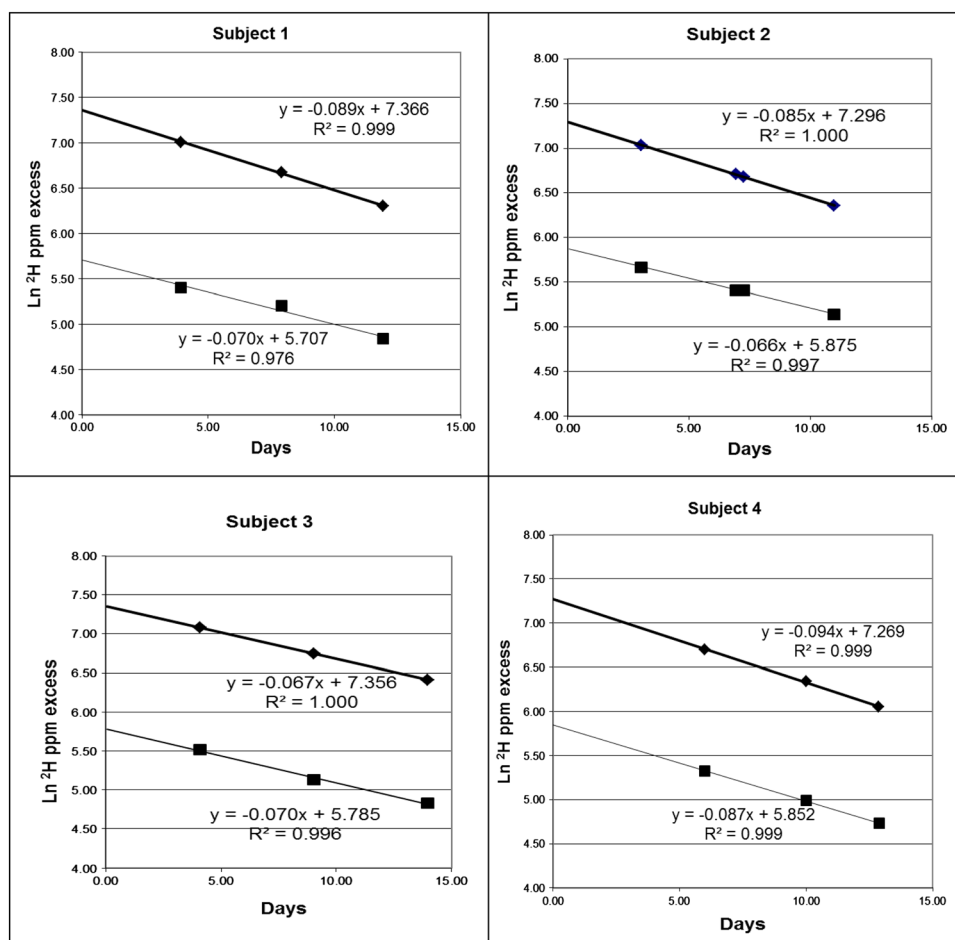 Subject 1
8.00
7.50
7.00
6.50
6.00
5.50
5.00
4.50
4.00
Ln ²H ppm excess
y = -0.089x + 7.366
R² = 0.999
y = -0.070x + 5.707
R² = 0.976
0.00 5.00 10.00 15.00
Days
Subject 2
8.00
7.50
7.00
6.50
6.00
5.50
5.00
4.50
4.00
Ln ²H ppm excess
y = -0.085x + 7.296
R² = 1.000
y = -0.066x + 5.875
R² = 0.997
0.00 5.00 10.00 15.00
Days
Subject 3
8.00
7.50
7.00
6.50
6.00
5.50
5.00
4.50
4.00
Ln ²H ppm excess
y = -0.067x + 7.356
R² = 1.000
y = -0.070x + 5.785
R² = 0.996
0.00 5.00 10.00 15.00
Days
Subject 4
8.00
7.50
7.00
6.50
6.00
5.50
5.00
4.50
4.00
Ln ²H ppm excess
y = -0.094x + 7.269
R² = 0.999
y = -0.087x + 5.852
R² = 0.999
0.00 5.00 10.00 15.00
Days